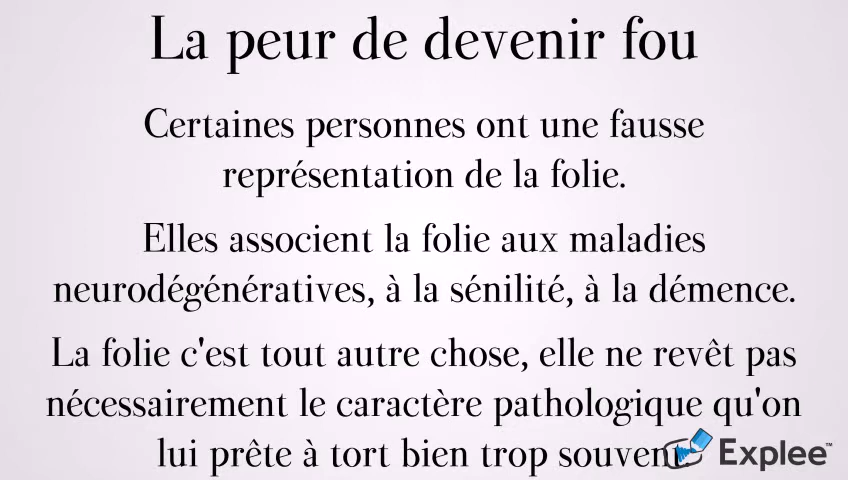 La peur de devenir fou
Certaines personnes ont une fausse
représentation de la folie.
Elles associent la folie aux maladies
neurodégénératives, à la sénilité, à la démence.
La folie c'est tout autre chose, elle ne revêt pas
nécessairement le caractère pathologique qu'on
lui prête à tort bien trop souvent.
Explee™